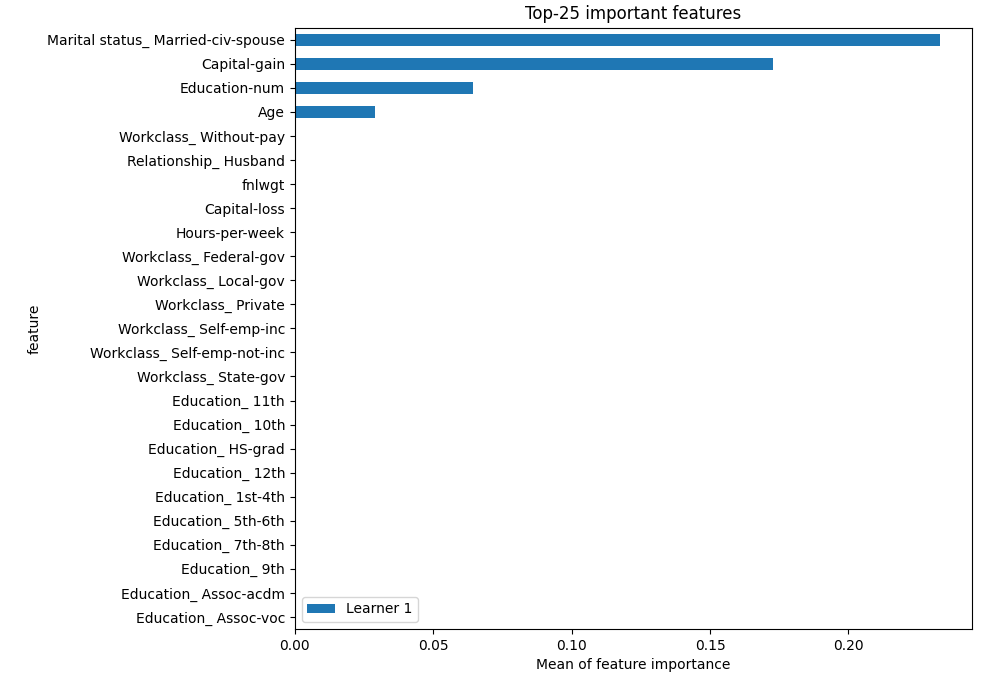 Top-25 important features
Marital status_ Married-civ-spouse
Capital-gain
Education-num
Age
Workclass_ Without-pay
Relationship_ Husband
fnlwgt
Capital-loss
Hours-per-week
Workclass_ Federal-gov
Workclass_ Local-gov
Workclass_ Private
Workclass_ Self-emp-inc
Workclass_ Self-emp-not-inc
Workclass_ State-gov
Education_ 11th
Education_ 10th
Education_ HS-grad
Education_ 12th
Education_ 1st-4th
Education_ 5th-6th
Education_ 7th-8th
Education_ 9th
Education_ Assoc-acdm
Education_ Assoc-voc
feature
Learner 1
0.00 0.05 0.10 0.15 0.20
Mean of feature importance